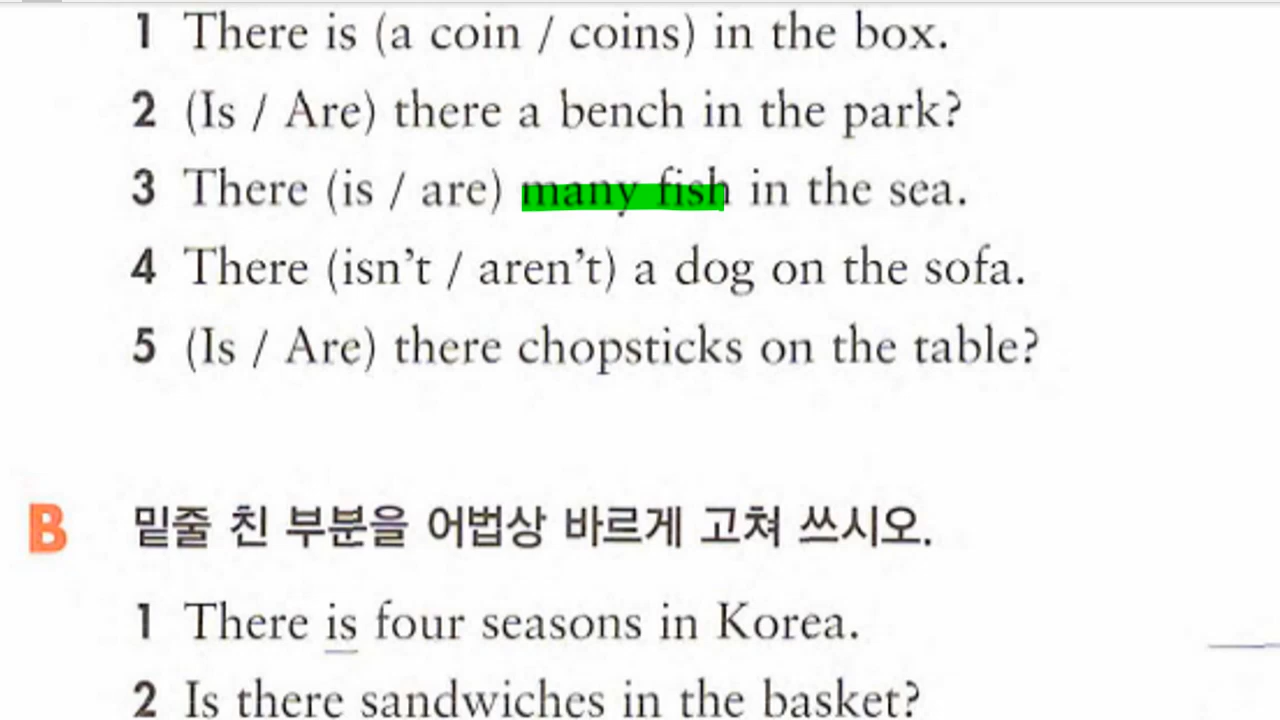 1 There is (a coin / coins) in the box.
2 (Is / Are) there a bench in the park?
3 There (is / are) many fish in the sea.
4 There (isn’t / aren’t) a dog on the sofa.
5 (Is / Are) there chopsticks on the table?
B 밑줄 친 부분을 어법상 바르게 고쳐 쓰시오.
1 There is four seasons in Korea.
2 Is there sandwiches in the basket?